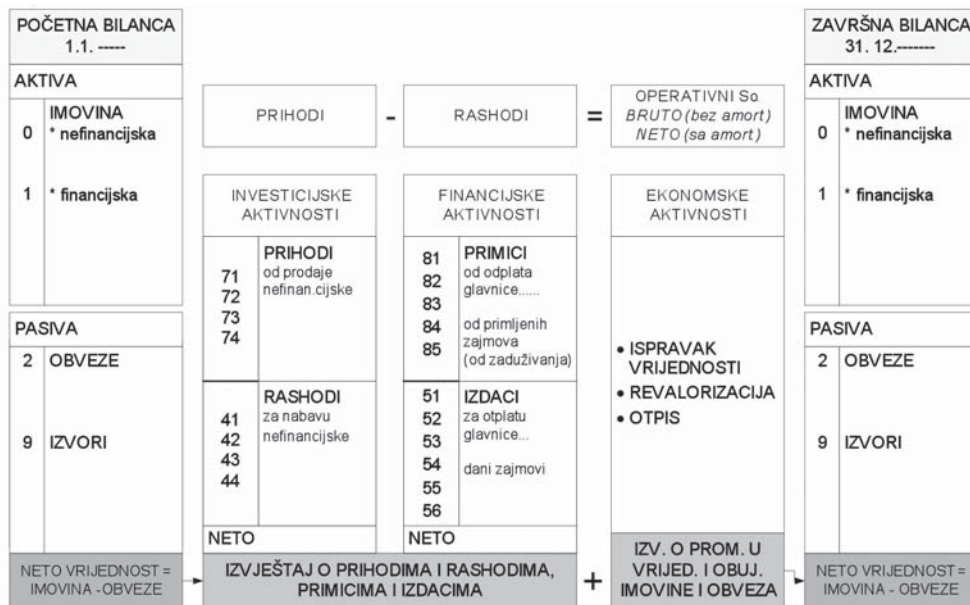 POČETNA BILANCA
1.1. -----
AKTIVA
IMOVINA
0 * nefinancijska
1 * financijska
PASIVA
2 OBVEZE
9 IZVORI
NETO VRIJEDNOST =
IMOVINA -OBVEZE
PRIHODI
-
RASHODI
=
OPERATIVNI Sa
BRUTO (bez amort)
NETO (sa amort)
INVESTICIJSKE
AKTIVNOSTI
PRIHODI
71 od prodaje
72 nefinan.cijske
73
74
RASHODI
41 za nabavu
42 nefinancijske
43
44
NETO
FINANCIJSKE
AKTIVNOSTI
81 PRIMICI
od odplata
82 glavnice......
83
84 od primljenih
zajmova
85 (od zaduživanja)
51 IZDACI
52 za otplatu
53 glavnice...
54 dani zajmovi
55
56
NETO
IZVJEŠTAJ O PRIHODIMA I RASHODIMA,
PRIMICIMA I IZDACIMA
+
EKONOMSKE
AKTIVNOSTI
• ISPRAVAK
VRIJEDNOSTI
• REVALORIZACIJA
• OTPIS
IZV. O PROM. U
VRIJED. I OBUJ.
IMOVINE I OBVEZA
ZAVRŠNA BILANCA
31. 12.-------
AKTIVA
IMOVINA
0 * nefinancijska
1 * financijska
PASIVA
2 OBVEZE
9 IZVORI
NETO VRIJEDNOST =
IMOVINA - OBVEZE